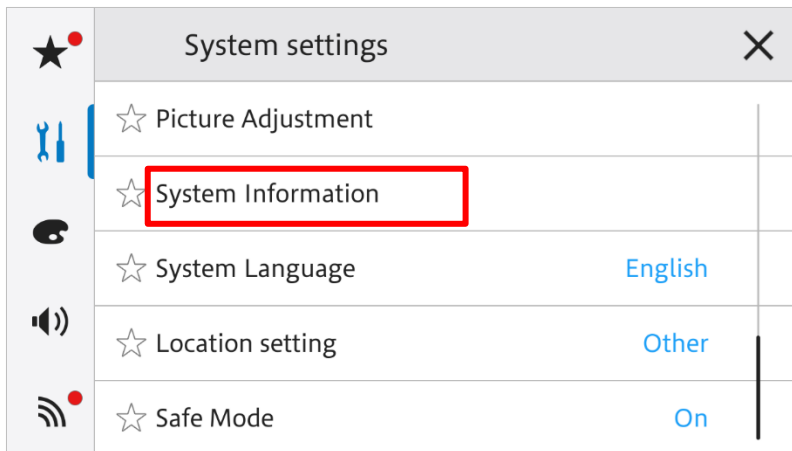 System settings
Picture Adjustment
System Information
System Language English
Location setting Other
Safe Mode On